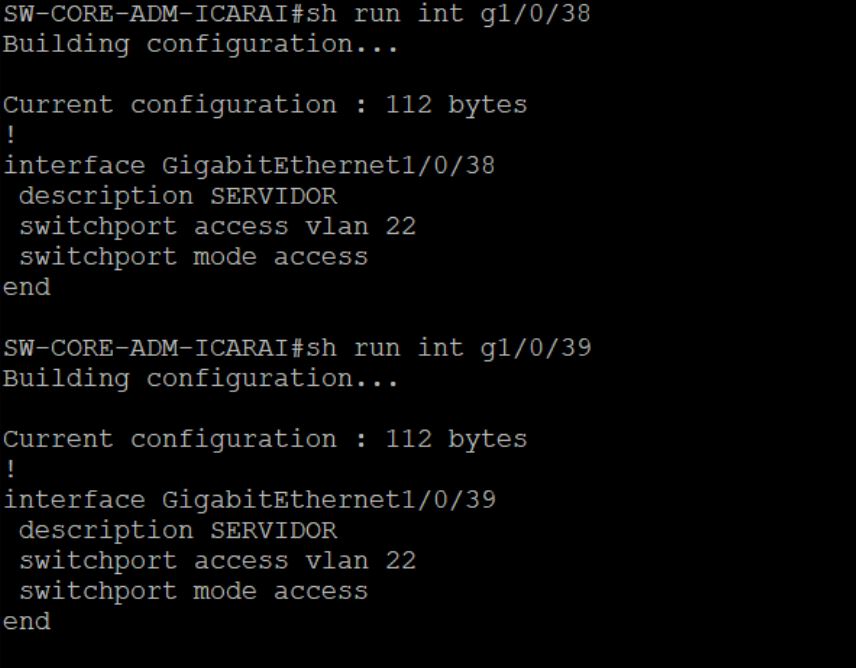 SW-CORE-ADM-ICARAI#sh run int g1/0/38
Building configuration...
Current configuration : 112 bytes
!
interface GigabitEthernet1/0/38
 description SERVIDOR
 switchport access vlan 22
 switchport mode access
end
SW-CORE-ADM-ICARAI#sh run int g1/0/39
Building configuration...
Current configuration : 112 bytes
!
interface GigabitEthernet1/0/39
 description SERVIDOR
 switchport access vlan 22
 switchport mode access
end